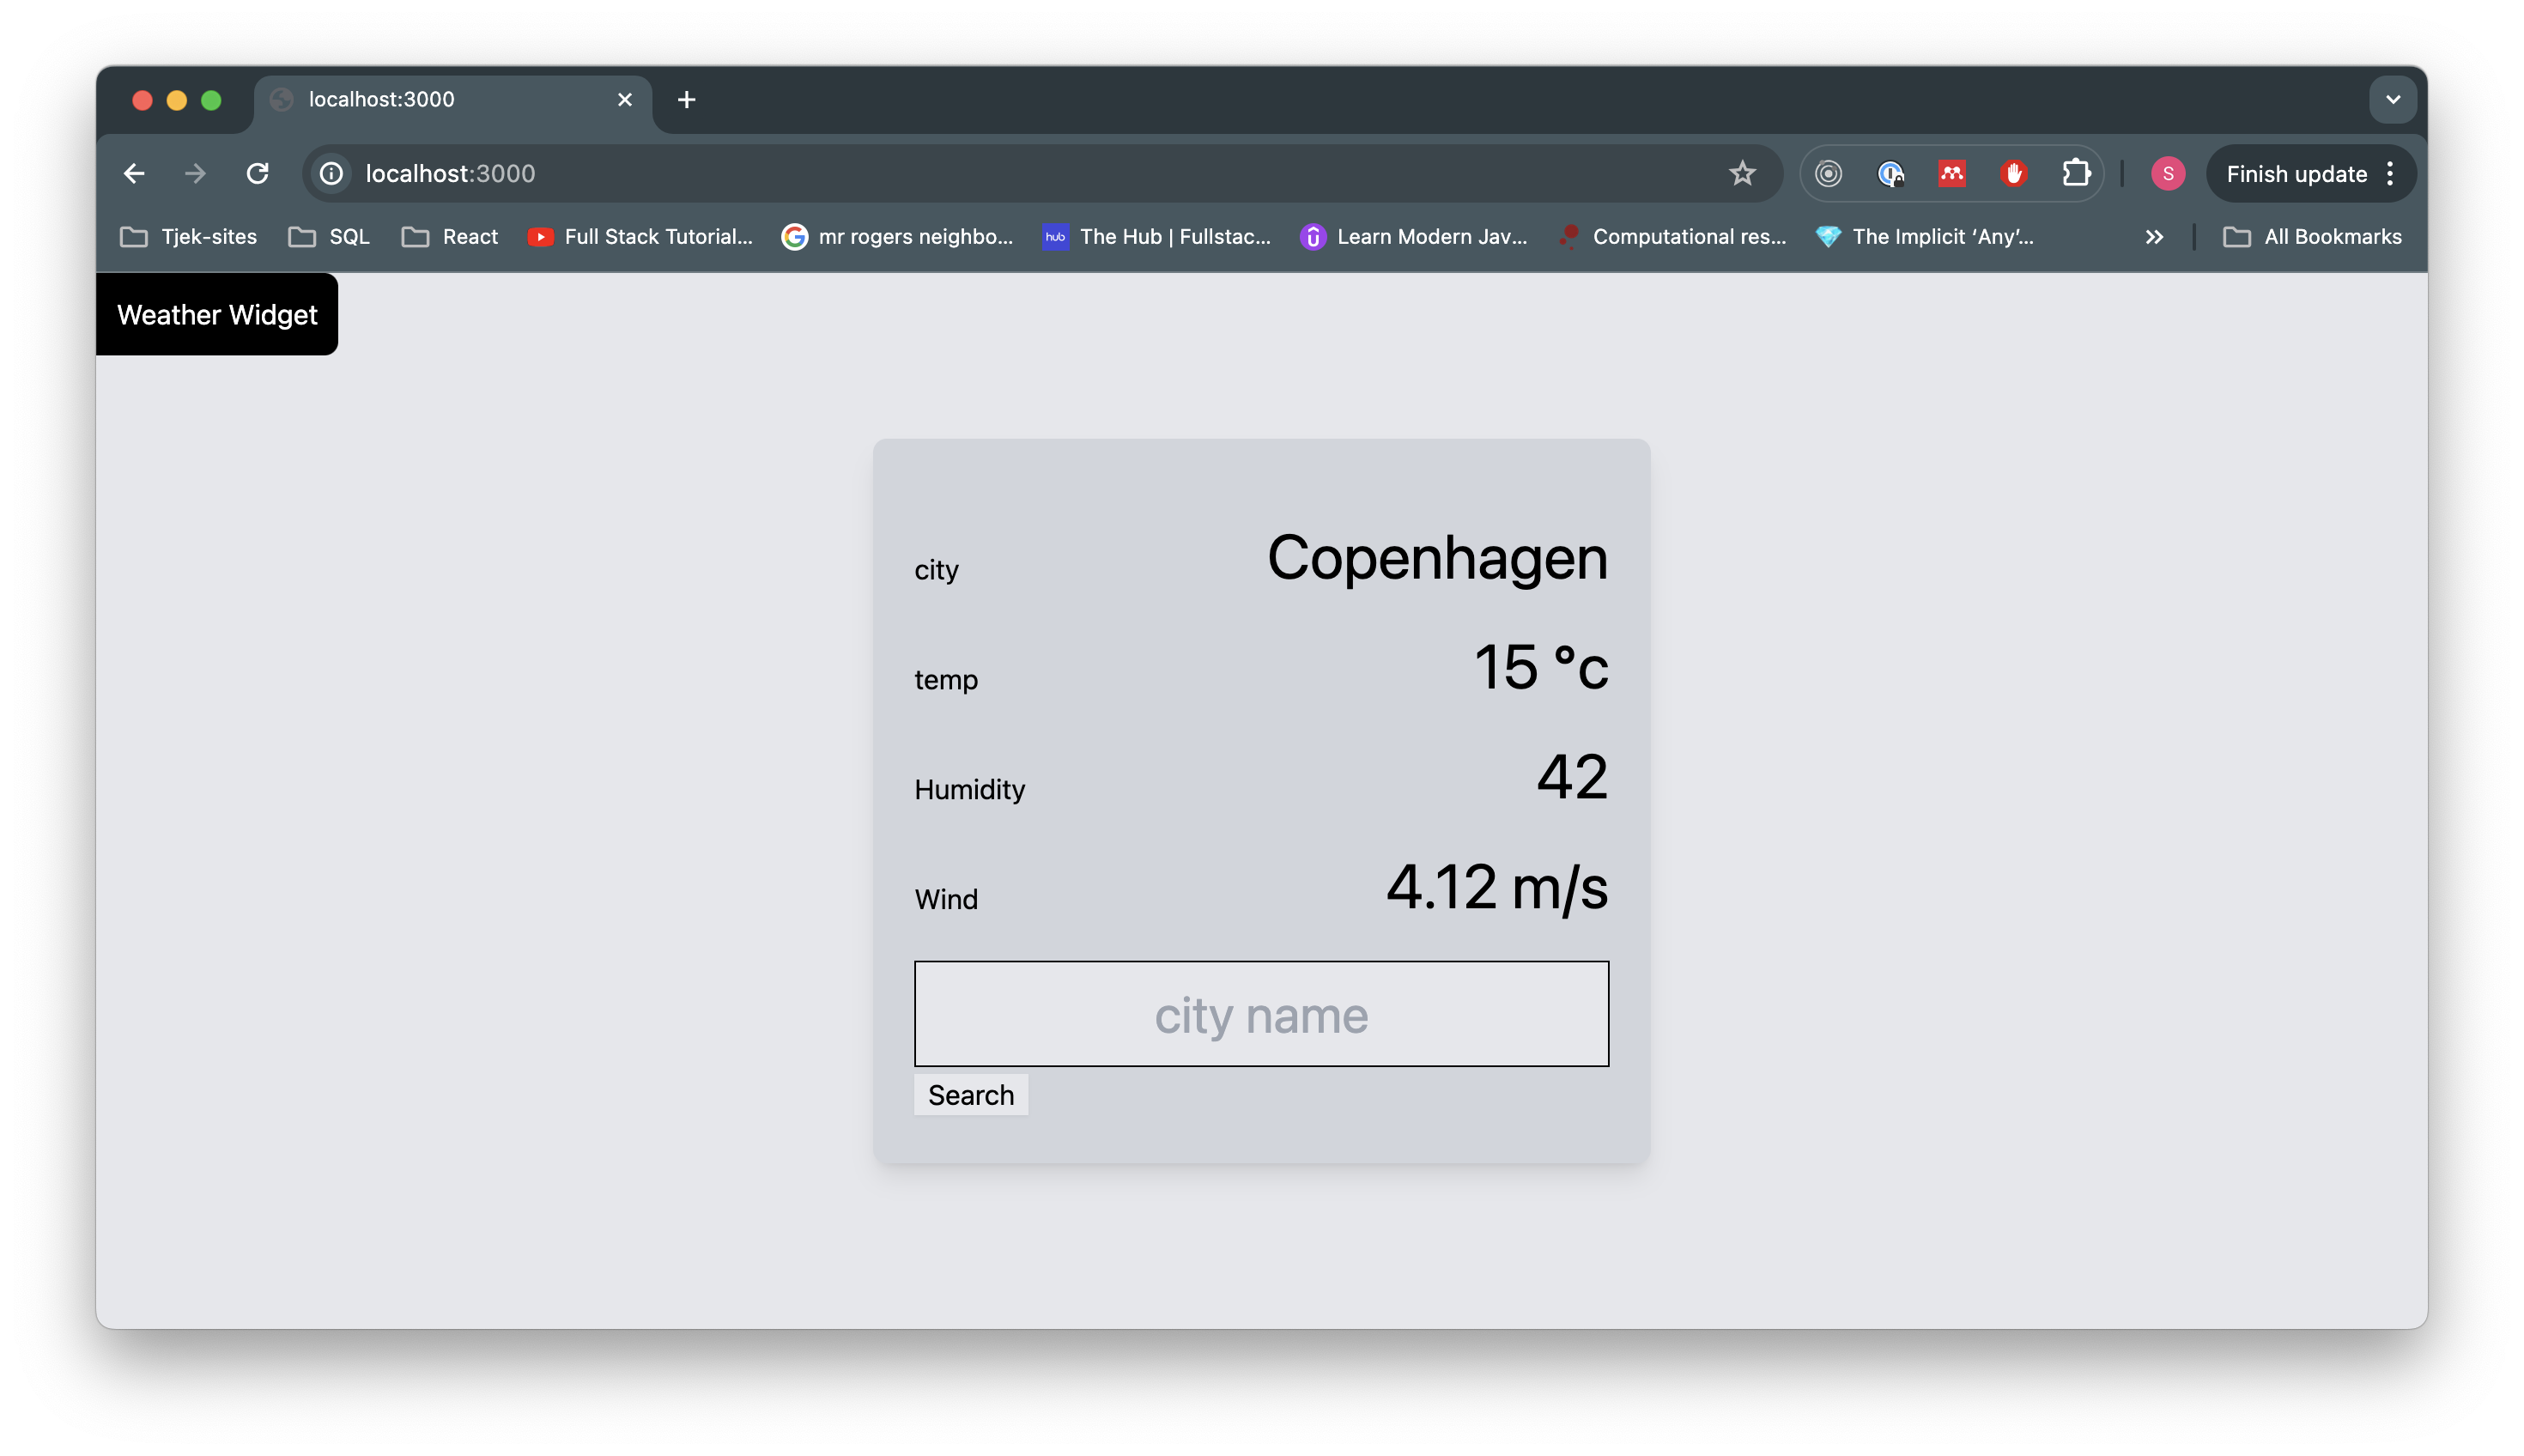 localhost:3000
localhost:3000
S
Finish update
Tjek-sites
SQL
React
Full Stack Tutorial...
mr rogers neighbo...
hub
The Hub | Fullstac...
Learn Modern Jav...
Computational res...
The Implicit ‘Any’...
All Bookmarks
Weather Widget
city Copenhagen
temp 15 °c
Humidity 42
Wind 4.12 m/s
city name
Search